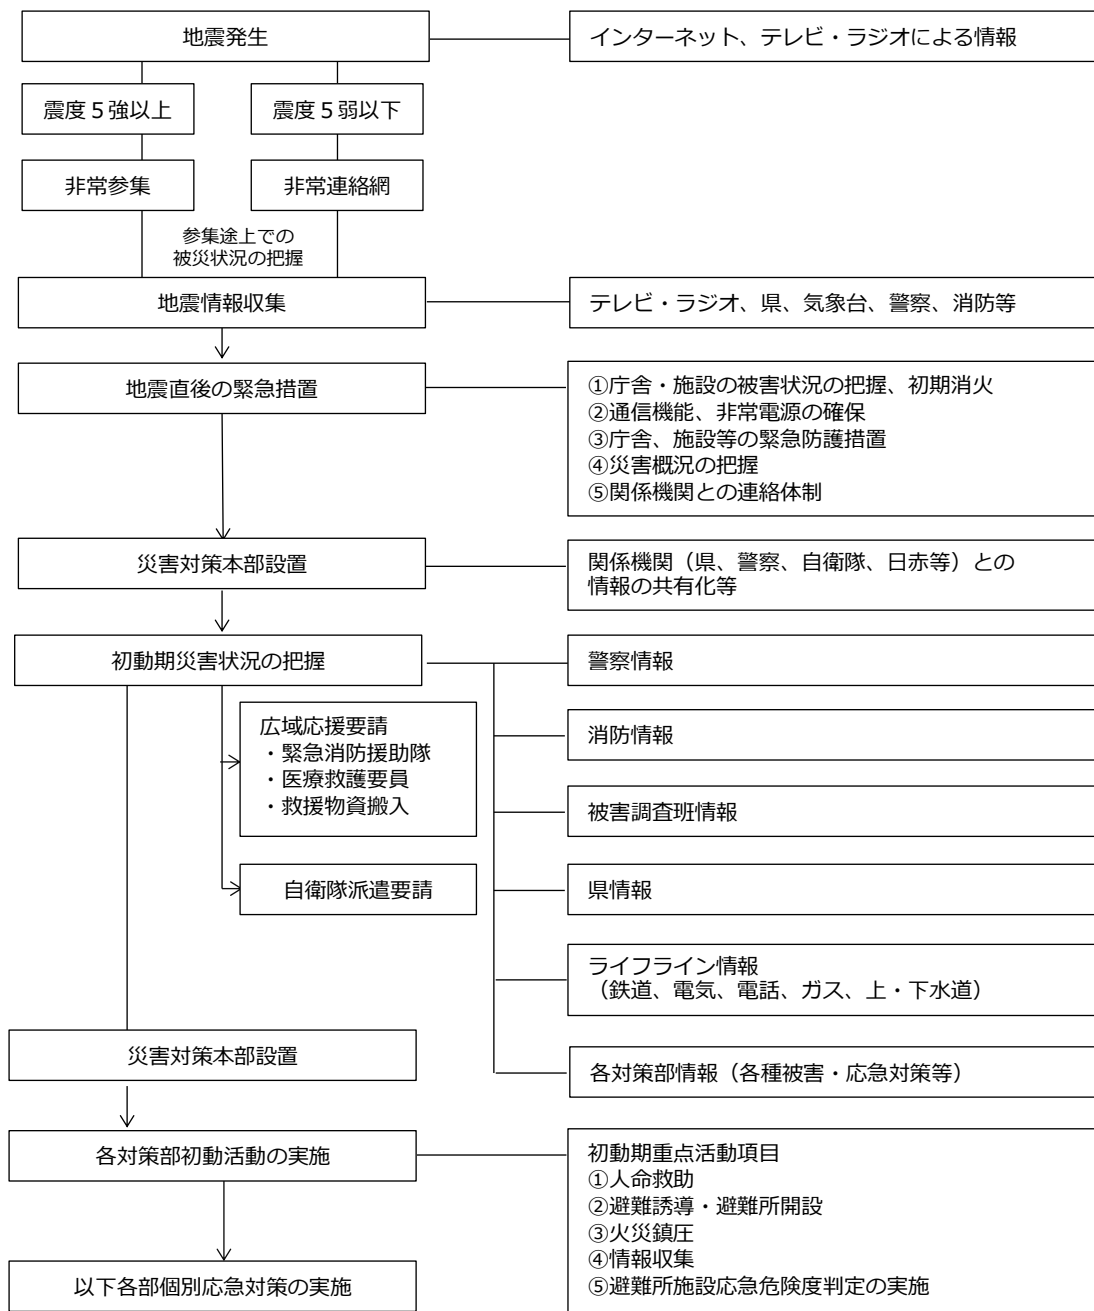 地震発生
インターネット、テレビ・ラジオによる情報
震度５強以上
震度５弱以下
非常参集
非常連絡網
参集途上での
被災状況の把握
地震情報収集
テレビ・ラジオ、県、気象台、警察、消防等
地震直後の緊急措置
①庁舎・施設の被害状況の把握、初期消火
②通信機能、非常電源の確保
③庁舎、施設等の緊急防護措置
④災害概況の把握
⑤関係機関との連絡体制
災害対策本部設置
関係機関（県、警察、自衛隊、日赤等）との
情報の共有化等
初動期災害状況の把握
警察情報
広域応援要請
・緊急消防援助隊
・医療救護要員
・救援物資搬入
消防情報
被害調査班情報
自衛隊派遣要請
県情報
ライフライン情報
（鉄道、電気、電話、ガス、上・下水道）
災害対策本部設置
各対策部情報（各種被害・応急対策等）
各対策部初動活動の実施
初動期重点活動項目
①人命救助
②避難誘導・避難所開設
③火災鎮圧
④情報収集
⑤避難所施設応急危険度判定の実施
以下各部個別応急対策の実施